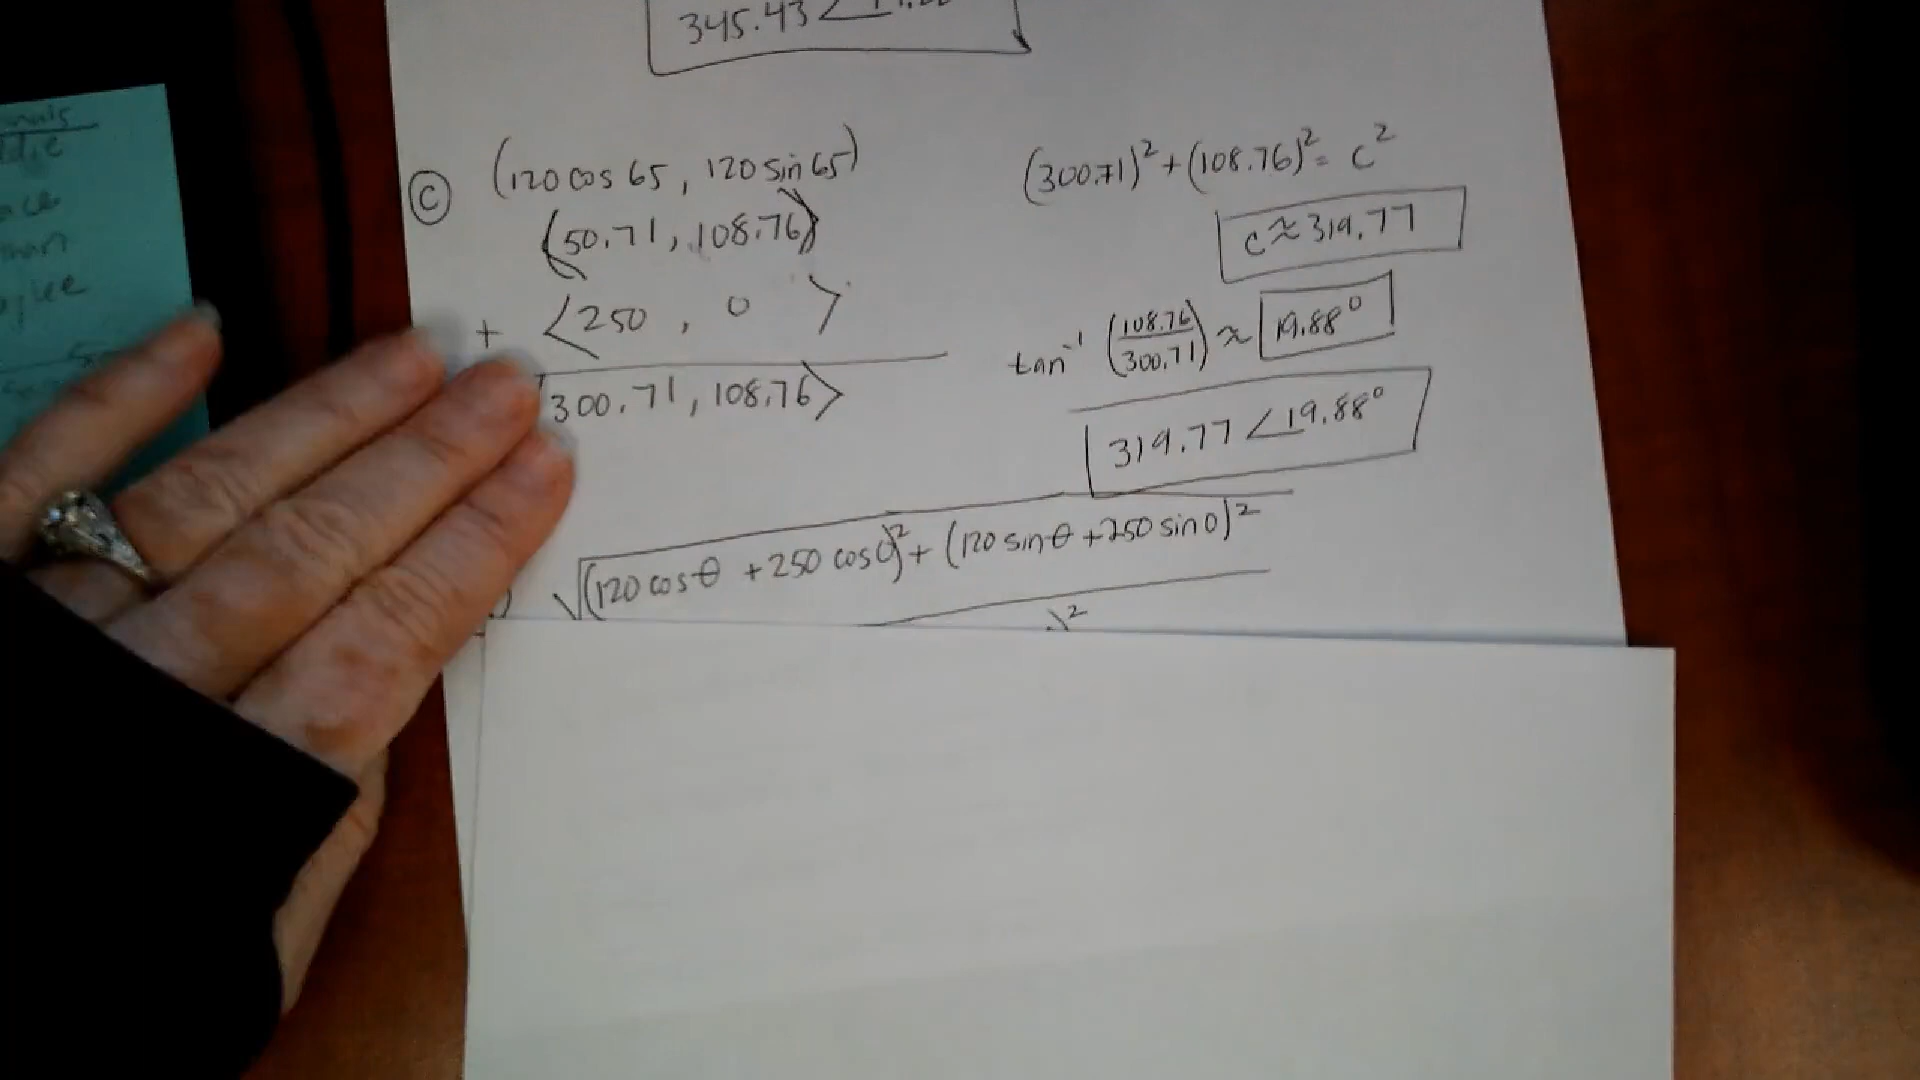 345.43∠
Ⓒ (120 cos 65, 120 sin 65)
⟨50.71, 108.76⟩
+ ⟨250, 0⟩
⟨300.71, 108.76⟩
(300.71)² + (108.76)² = c²
c ≈ 319.77
tan⁻¹ (108.76/300.71) ≈ 19.88°
319.77 ∠19.88°
√(120 cos θ + 250 cos 0)² + (120 sin θ + 250 sin 0)²
)²